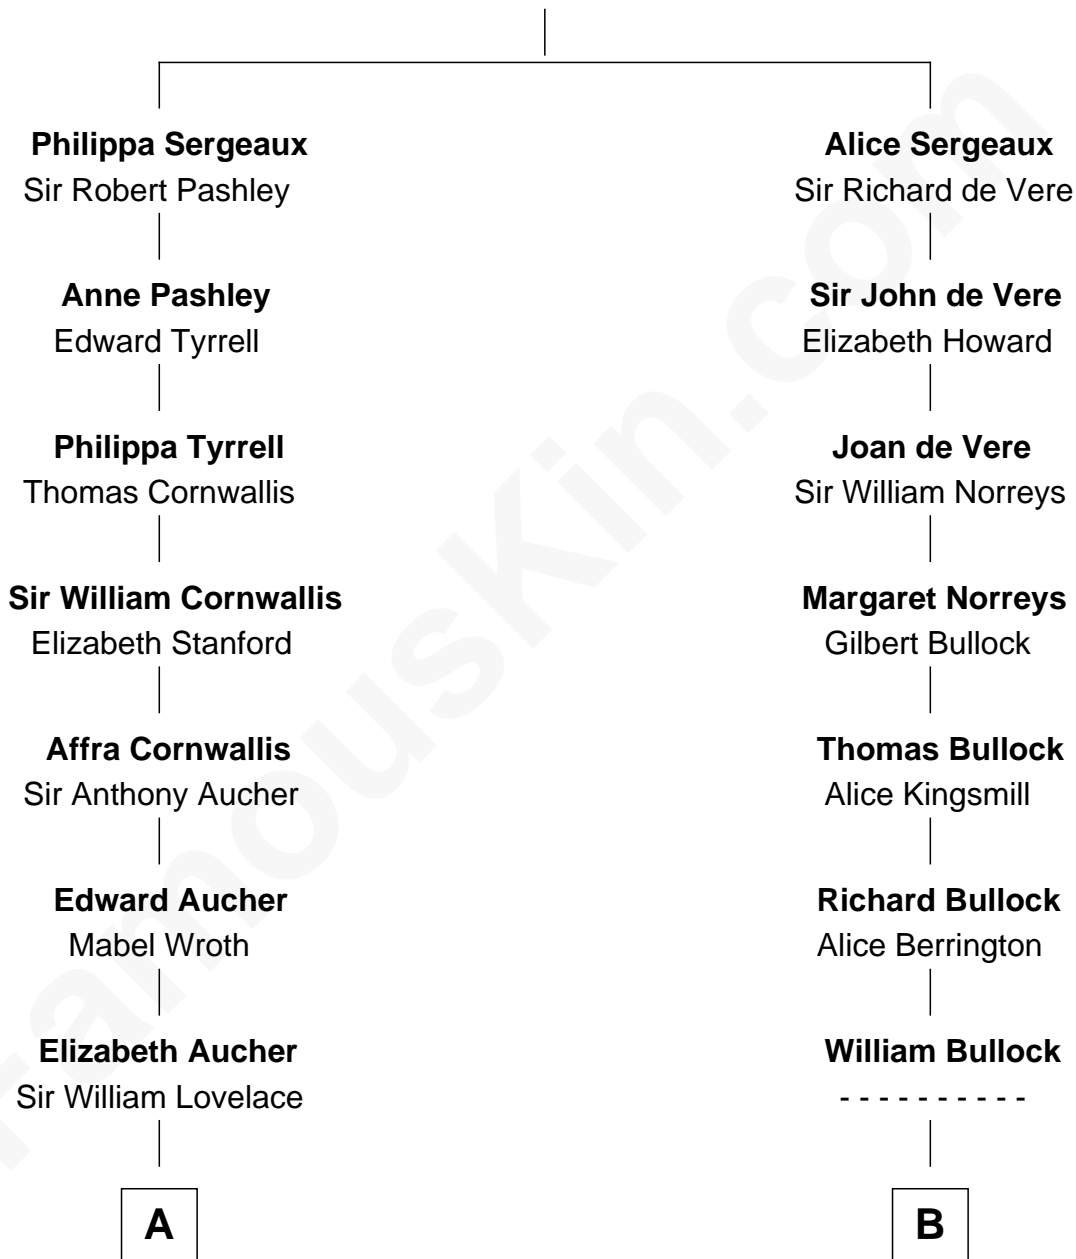 Philippa Sergeaux
Sir Robert Pashley
Anne Pashley
Edward Tyrrell
Philippa Tyrrell
Thomas Cornwallis
Sir William Cornwallis
Elizabeth Stanford
Affra Cornwallis
Sir Anthony Aucher
Edward Aucher
Mabel Wroth
Elizabeth Aucher
Sir William Lovelace
A
Alice Sergeaux
Sir Richard de Vere
Sir John de Vere
Elizabeth Howard
Joan de Vere
Sir William Norreys
Margaret Norreys
Gilbert Bullock
Thomas Bullock
Alice Kingsmill
Richard Bullock
Alice Berrington
William Bullock
- - - - - - - - - -
B
FamousKin.com